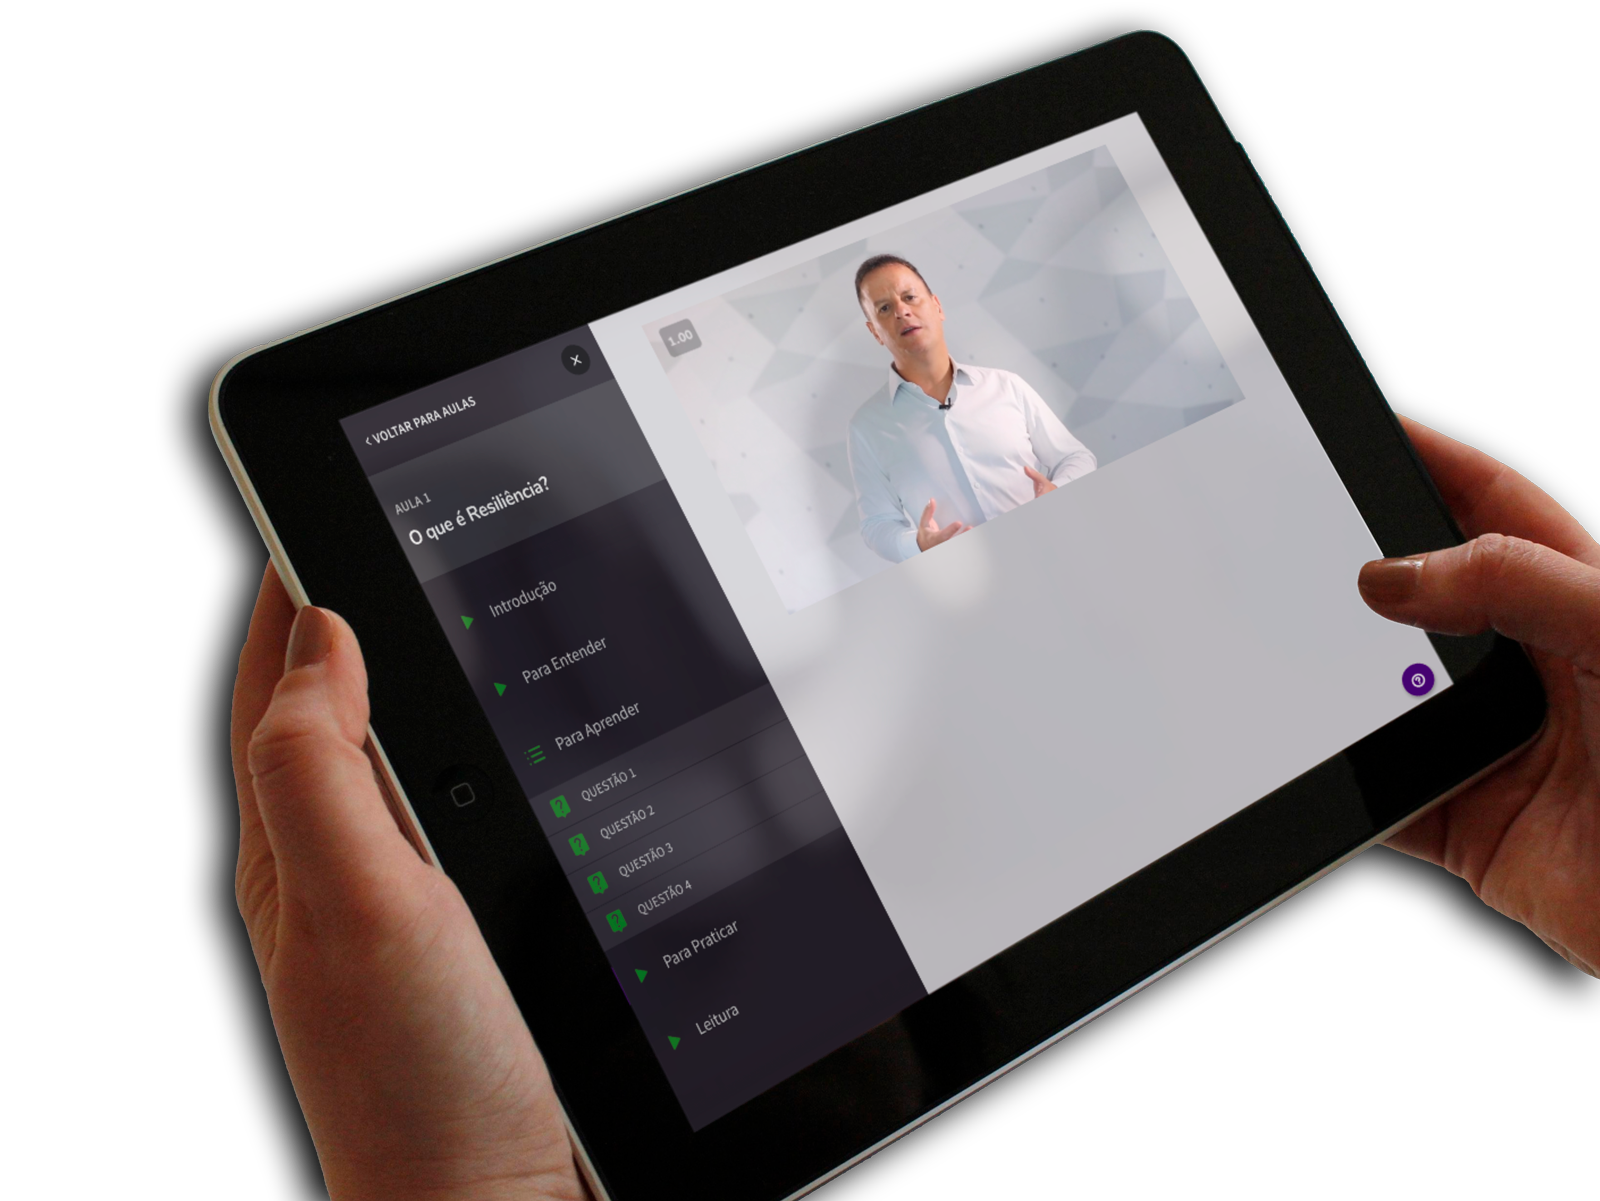 ‹ VOLTAR PARA AULAS
X
AULA 1
O que é Resiliência?
Introdução
Para Entender
Para Aprender
QUESTÃO 1
QUESTÃO 2
QUESTÃO 3
QUESTÃO 4
Para Praticar
Leitura
1.00